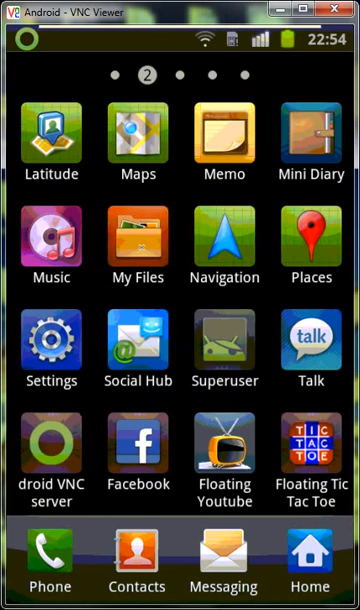 Android - VNC Viewer
22:54
2
Latitude
Maps
Memo
Mini Diary
Music
My Files
Navigation
Places
Settings
Social Hub
Superuser
talk
Talk
TIC
TAC
TOE
droid VNC
server
Facebook
Floating
Youtube
Floating Tic
Tac Toe
Phone
Contacts
Messaging
Home